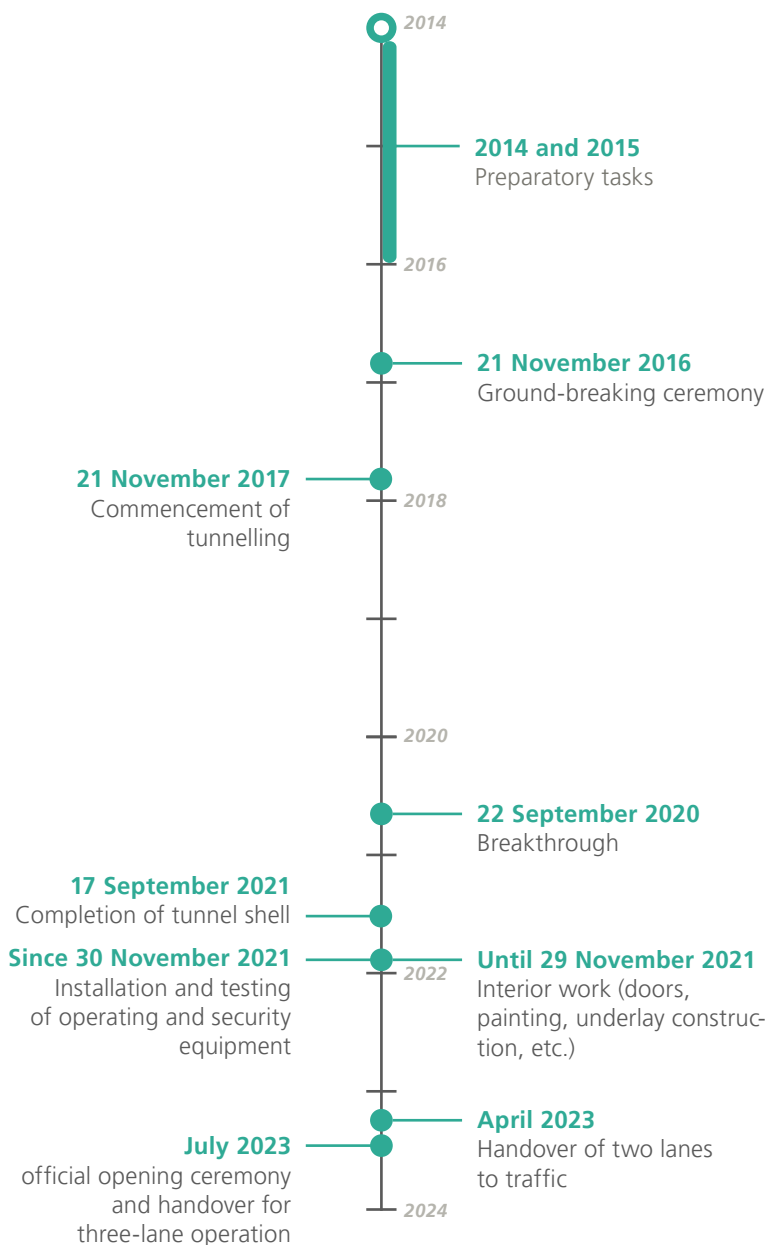 2014
2014 and 2015
Preparatory tasks
2016
21 November 2016
Ground-breaking ceremony
21 November 2017
Commencement of
tunnelling
2018
2020
22 September 2020
Breakthrough
17 September 2021
Completion of tunnel shell
Since 30 November 2021
Installation and testing
of operating and security
equipment
Until 29 November 2021
Interior work (doors,
painting, underlay construc-
tion, etc.)
2022
April 2023
Handover of two lanes
to traffic
July 2023
official opening ceremony
and handover for
three-lane operation
2024